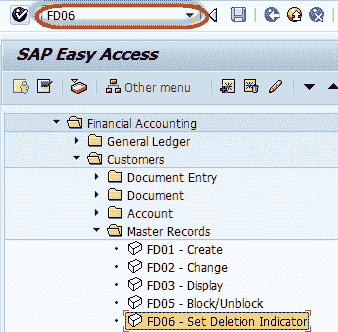 FD06
SAP Easy Access
Other menu
Financial Accounting
General Ledger
Customers
Document Entry
Document
Account
Master Records
FD01 - Create
FD02 - Change
FD03 - Display
FD05 - Block/Unblock
FD06 - Set Deletion Indicator